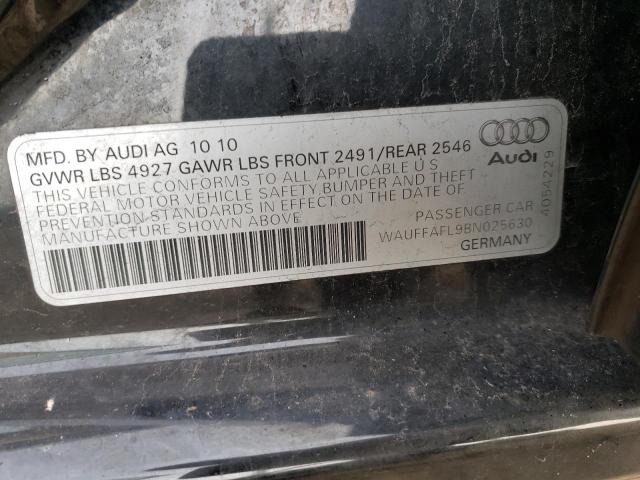 MFD. BY AUDI AG 10 10
GVWR LBS 4927 GAWR LBS FRONT 2491/REAR 2546
THIS VEHICLE CONFORMS TO ALL APPLICABLE U S
FEDERAL MOTOR VEHICLE SAFETY,BUMPER AND THEFT
PREVENTION STANDARDS IN EFFECT ON THE DATE OF
MANUFACTURE SHOWN ABOVE
PASSENGER CAR
WAUFFAFL9BN025630
GERMANY
Audi
4054229